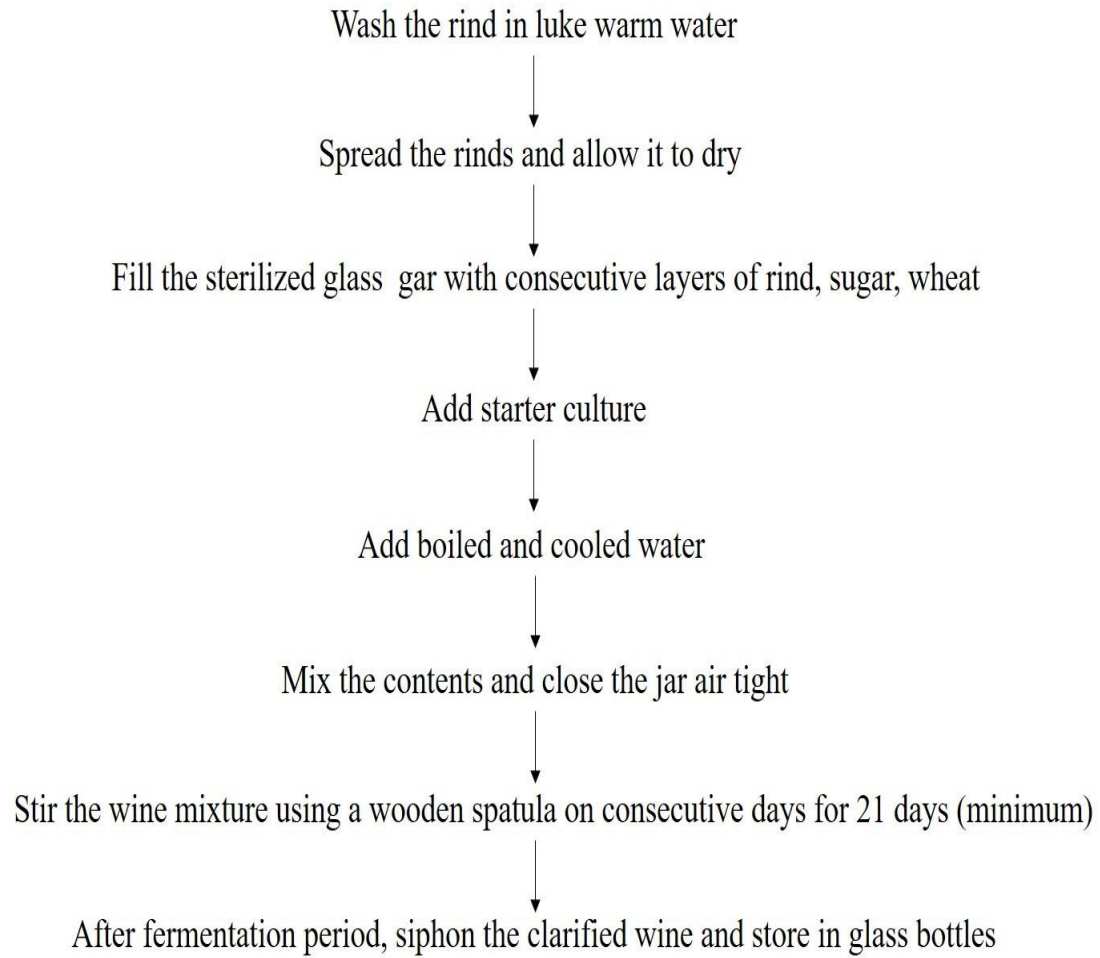 Wash the rind in luke warm water
Spread the rinds and allow it to dry
Fill the sterilized glass gar with consecutive layers of rind, sugar, wheat
Add starter culture
Add boiled and cooled water
Mix the contents and close the jar air tight
Stir the wine mixture using a wooden spatula on consecutive days for 21 days (minimum)
After fermentation period, siphon the clarified wine and store in glass bottles